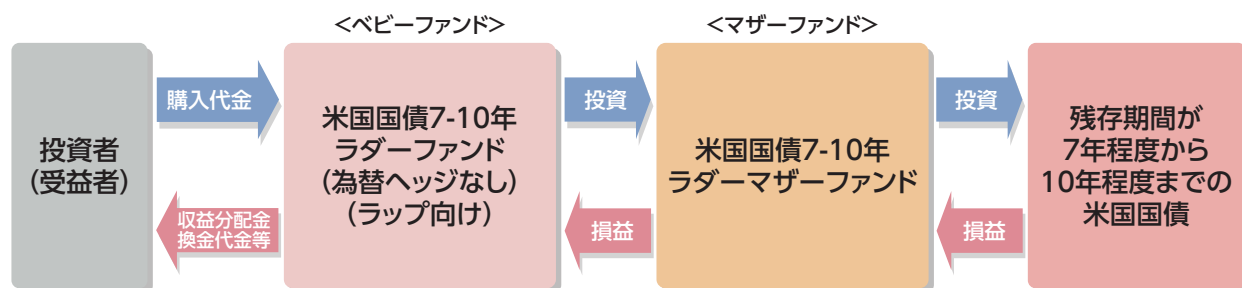 <ベビーファンド>
<マザーファンド>
投資者
(受益者)
購入代金
収益分配金
換金代金等
米国国債7-10年
ラダーファンド
(為替ヘッジなし)
(ラップ向け)
投資
損益
米国国債7-10年
ラダーマザーファンド
投資
損益
残存期間が
7年程度から
10年程度までの
米国国債